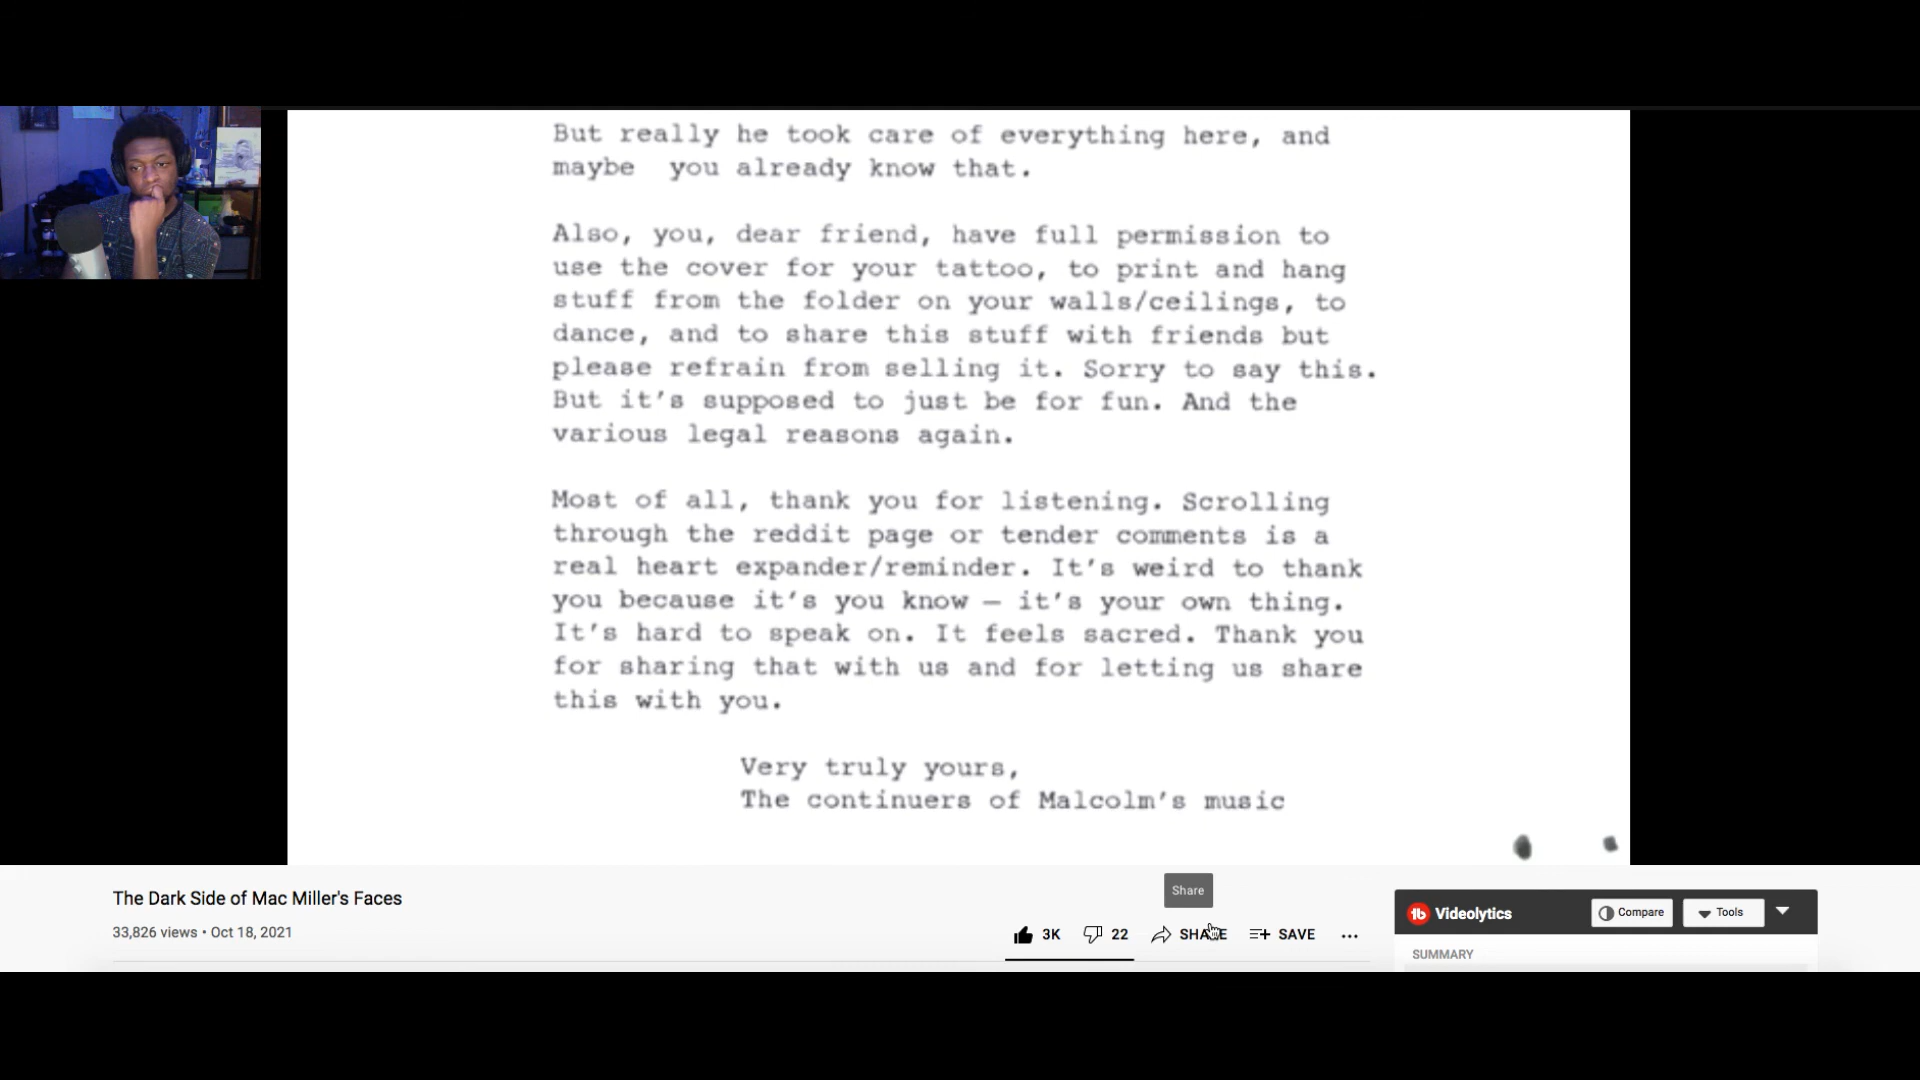 But really he took care of everything here, and
maybe you already know that.
Also, you, dear friend, have full permission to
use the cover for your tattoo, to print and hang
stuff from the folder on your walls/ceilings, to
dance, and to share this stuff with friends but
please refrain from selling it. Sorry to say this.
But it's supposed to just be for fun. And the
various legal reasons again.
Most of all, thank you for listening. Scrolling
through the reddit page or tender comments is a
real heart expander/reminder. It's weird to thank
you because it's you know — it's your own thing.
It's hard to speak on. It feels sacred. Thank you
for sharing that with us and for letting us share
this with you.
Very truly yours,
The continuers of Malcolm's music
The Dark Side of Mac Miller's Faces
33,826 views • Oct 18, 2021
Share
3K
22
SHARE
SAVE
Videolytics
Compare
Tools
SUMMARY